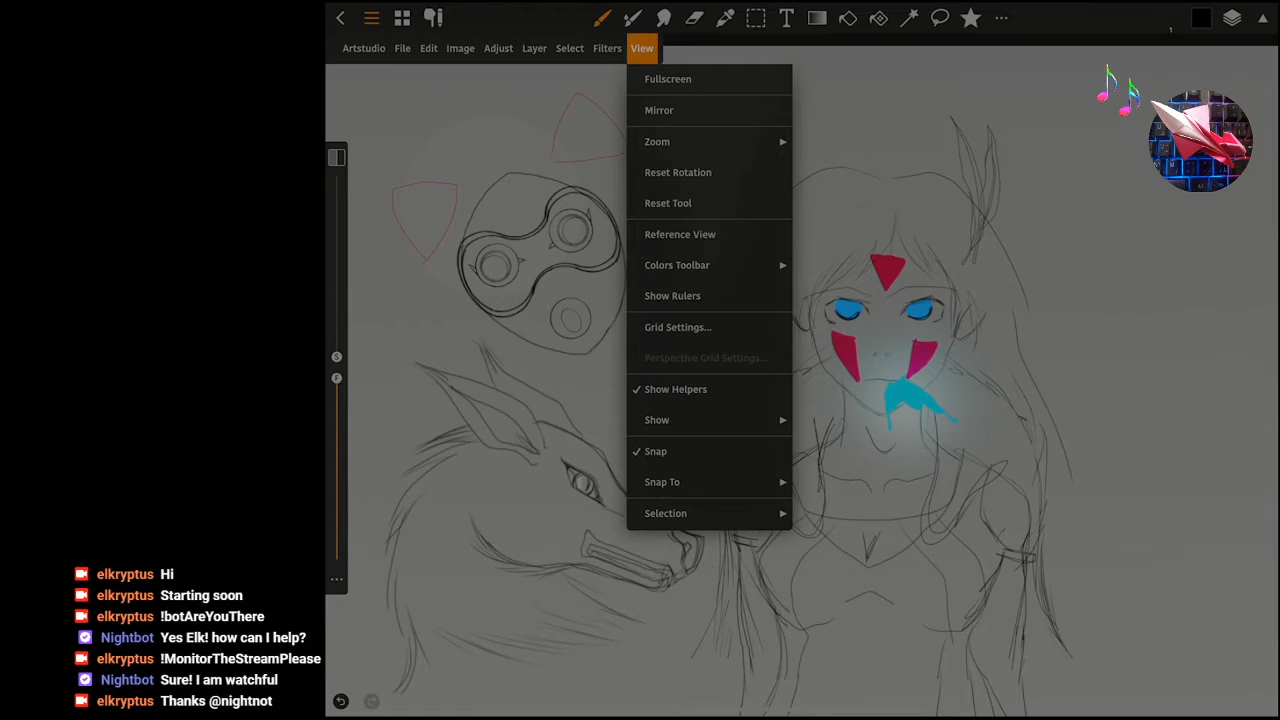 1
Artstudio File Edit Image Adjust Layer Select Filters View
Fullscreen
Mirror
Zoom
Reset Rotation
Reset Tool
Reference View
Colors Toolbar
Show Rulers
Grid Settings...
Perspective Grid Settings...
Show Helpers
Show
Snap
Snap To
Selection
S
F
elkryptus Hi
elkryptus Starting soon
elkryptus !botAreYouThere
Nightbot Yes Elk! how can I help?
elkryptus !MonitorTheStreamPlease
Nightbot Sure! I am watchful
elkryptus Thanks @nightnot